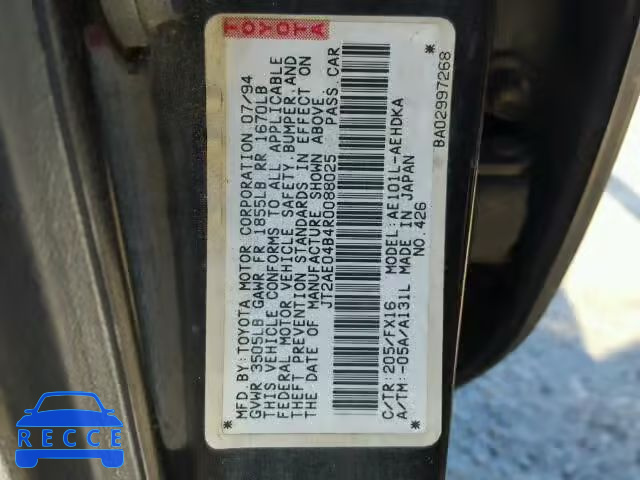 TOYOTA
MFD. BY: TOYOTA MOTOR CORPORATION 07/94
GVWR 3505LB GAWR FR 1855LB RR 1670LB
THIS VEHICLE CONFORMS TO ALL APPLICABLE
FEDERAL MOTOR VEHICLE SAFETY, BUMPER, AND
THEFT PREVENTION STANDARDS IN EFFECT ON
THE DATE OF MANUFACTURE SHOWN ABOVE.
JT2AE04B4R0088025 PASS. CAR
C/TR: 205/FX16 MODEL: AE101L-AEHDKA
A/TM: -05A/A131L MADE IN JAPAN
NO. 426
* BA02997268 *
RECCE